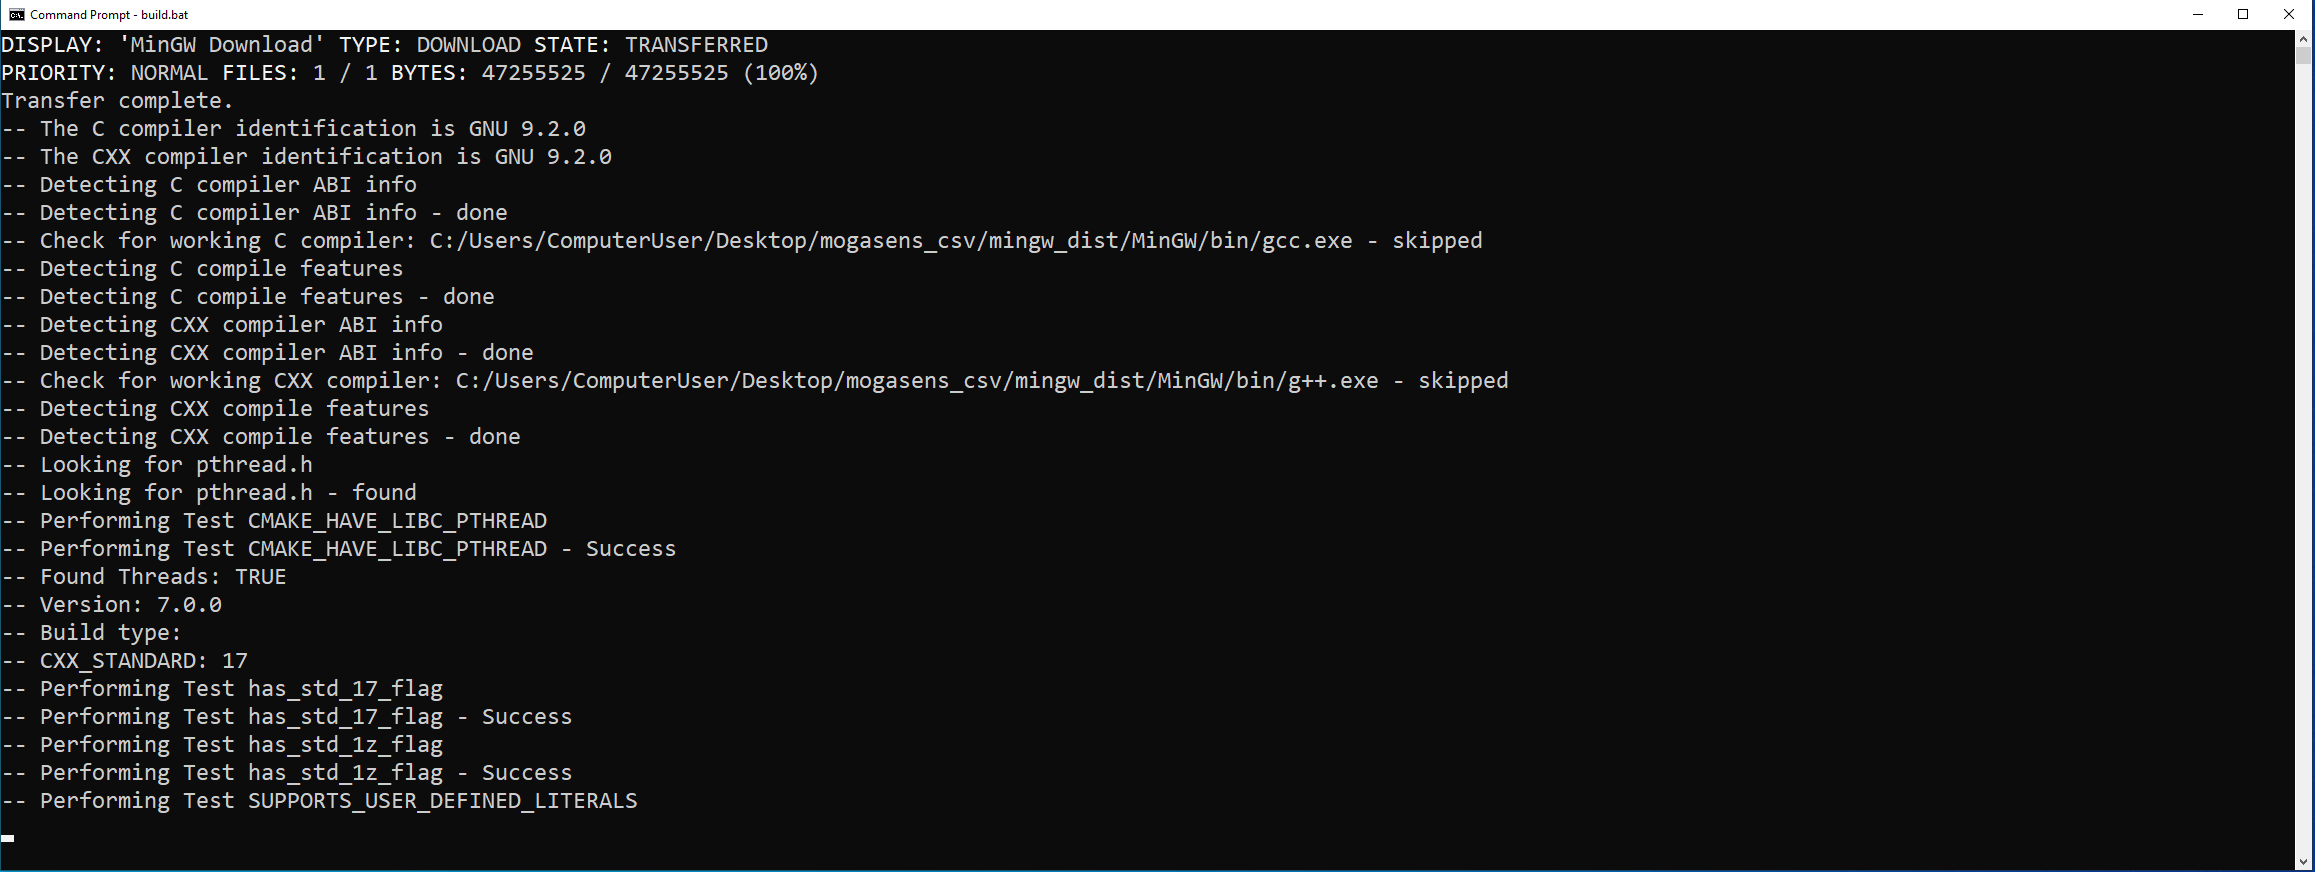 Command Prompt - build.bat
DISPLAY: 'MinGW Download' TYPE: DOWNLOAD STATE: TRANSFERRED
PRIORITY: NORMAL FILES: 1 / 1 BYTES: 47255525 / 47255525 (100%)
Transfer complete.
-- The C compiler identification is GNU 9.2.0
-- The CXX compiler identification is GNU 9.2.0
-- Detecting C compiler ABI info
-- Detecting C compiler ABI info - done
-- Check for working C compiler: C:/Users/ComputerUser/Desktop/mogasens_csv/mingw_dist/MinGW/bin/gcc.exe - skipped
-- Detecting C compile features
-- Detecting C compile features - done
-- Detecting CXX compiler ABI info
-- Detecting CXX compiler ABI info - done
-- Check for working CXX compiler: C:/Users/ComputerUser/Desktop/mogasens_csv/mingw_dist/MinGW/bin/g++.exe - skipped
-- Detecting CXX compile features
-- Detecting CXX compile features - done
-- Looking for pthread.h
-- Looking for pthread.h - found
-- Performing Test CMAKE_HAVE_LIBC_PTHREAD
-- Performing Test CMAKE_HAVE_LIBC_PTHREAD - Success
-- Found Threads: TRUE
-- Version: 7.0.0
-- Build type:
-- CXX_STANDARD: 17
-- Performing Test has_std_17_flag
-- Performing Test has_std_17_flag - Success
-- Performing Test has_std_1z_flag
-- Performing Test has_std_1z_flag - Success
-- Performing Test SUPPORTS_USER_DEFINED_LITERALS